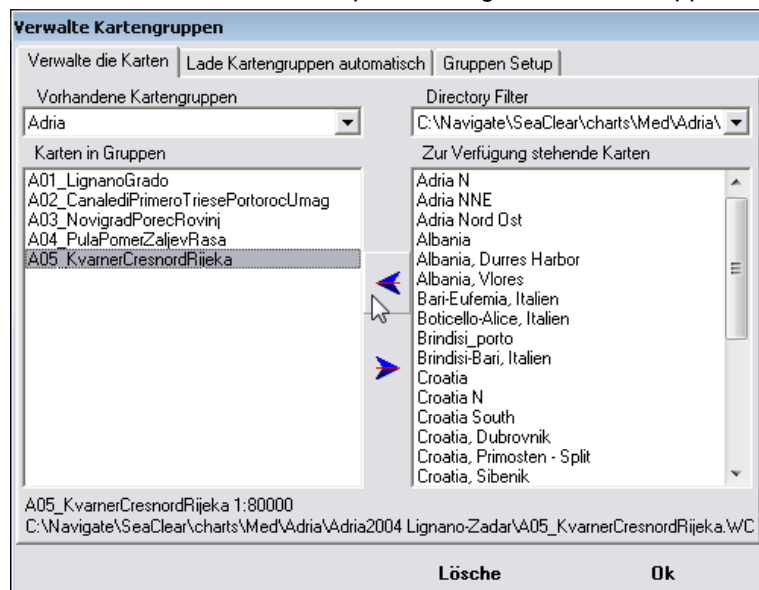 Verwalte Kartengruppen
Verwalte die Karten
Lade Kartengruppen automatisch
Gruppen Setup
Vorhandene Kartengruppen
Adria
Karten in Gruppen
A01_LignanoGrado
A02_CanalediPrimeroTriesePortorocUmag
A03_NovigradPorecRovinj
A04_PulaPomerZaljevRasa
A05_KvarnerCresnordRijeka
Directory Filter
C:\Navigate\SeaClear\charts\Med\Adria\
Zur Verfügung stehende Karten
Adria N
Adria NNE
Adria Nord Ost
Albania
Albania, Durres Harbor
Albania, Vlores
Bari-Eufemia, Italien
Boticello-Alice, Italien
Brindisi_porto
Brindisi-Bari, Italien
Croatia
Croatia N
Croatia South
Croatia, Dubrovnik
Croatia, Primosten - Split
Croatia, Sibenik
A05_KvarnerCresnordRijeka 1:80000
C:\Navigate\SeaClear\charts\Med\Adria\Adria2004 Lignano-Zadar\A05_KvarnerCresnordRijeka.WC
Lösche
Ok